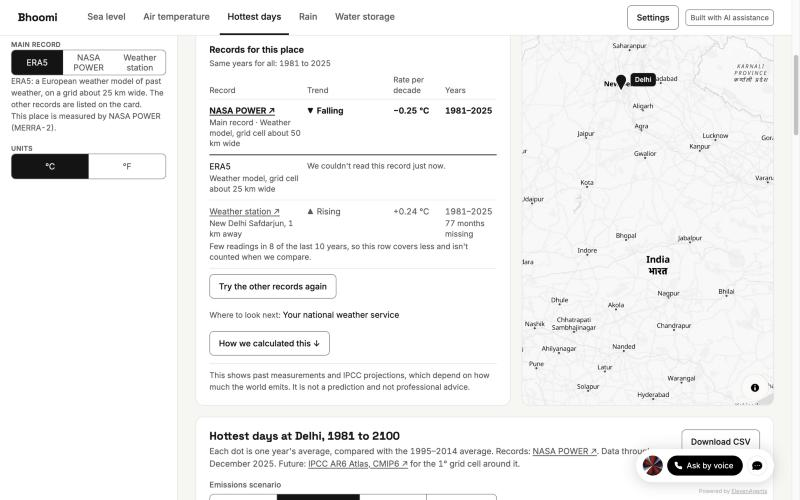 Bhoomi
Sea level
Air temperature
Hottest days
Rain
Water storage
Settings
Built with AI assistance
MAIN RECORD
ERA5
NASA
POWER
Weather
station
ERA5: a European weather model of past
weather, on a grid about 25 km wide. The
other records are listed on the card.
This place is measured by NASA POWER
(MERRA-2).
UNITS
°C
°F
Records for this place
Same years for all: 1981 to 2025
Record
Trend
Rate per
decade
Years
NASA POWER ↗
▼ Falling
−0.25 °C
1981–2025
Main record · Weather
model, grid cell about 50
km wide
ERA5
We couldn't read this record just now.
Weather model, grid cell
about 25 km wide
Weather station ↗
▲ Rising
+0.24 °C
1981–2025
New Delhi Safdarjun, 1
km away
77 months
missing
Few readings in 8 of the last 10 years, so this row covers less and isn't
counted when we compare.
Try the other records again
Where to look next: Your national weather service
How we calculated this ↓
This shows past measurements and IPCC projections, which depend on how
much the world emits. It is not a prediction and not professional advice.
Saharanpur
KARNALI
PROVINCE
Delhi
Aligarh
Agra
Jaipur
Lucknow
Kanpur
Gwalior
Kota
Udaipur
Bhopal
Jabalpur
Indore
India
भारत
Nagpur
Bhilai
Dhule
Akola
Nashik
Chhatrapati
Sambhajinagar
Chandrapur
Ahilyanagar
Nanded
Pune
Latur
Warangal
Solapur
Hyderabad
Hottest days at Delhi, 1981 to 2100
Download CSV
Each dot is one year's average, compared with the 1995–2014 average. Records: NASA POWER ↗. Data through
December 2025. Future: IPCC AR6 Atlas, CMIP6 ↗ for the 1° grid cell around it.
Emissions scenario
Ask by voice
Powered by ElevenAgents